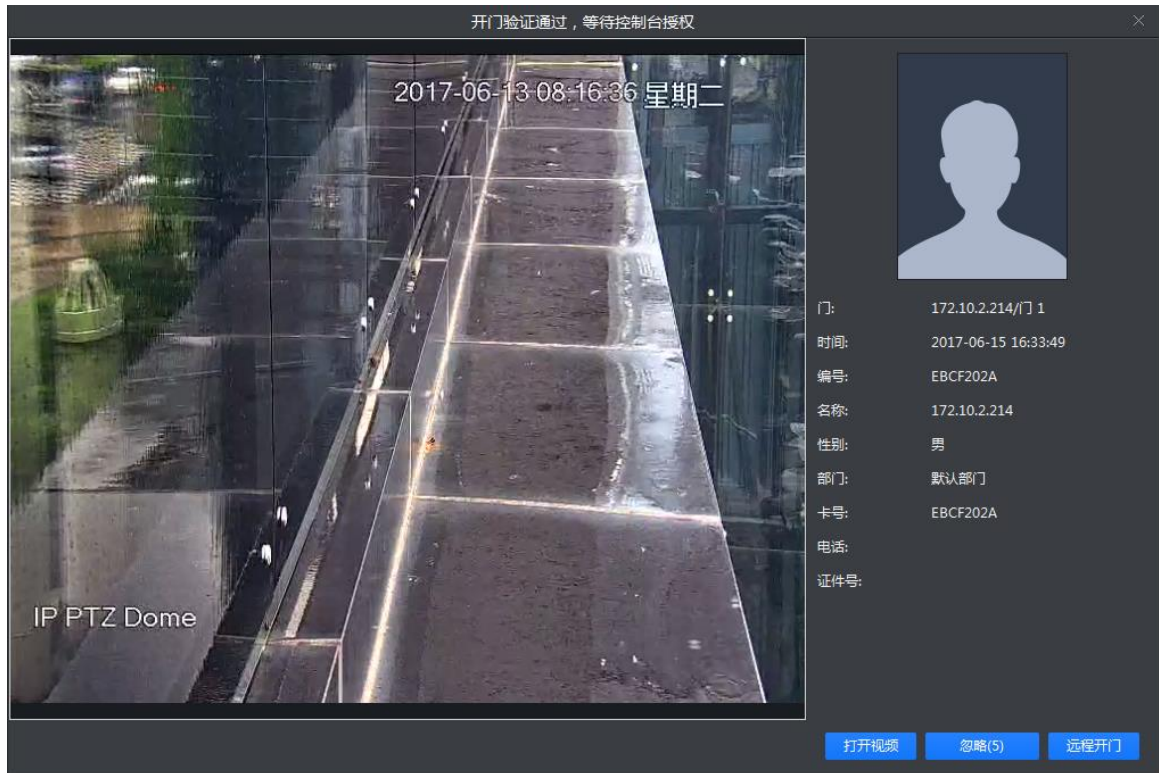 开门验证通过，等待控制台授权
2017-06-13 08:16:36 星期二
IP PTZ Dome
门: 172.10.2.214/门 1
时间: 2017-06-15 16:33:49
编号: EBCF202A
名称: 172.10.2.214
性别: 男
部门: 默认部门
卡号: EBCF202A
电话:
证件号:
打开视频 忽略(5) 远程开门